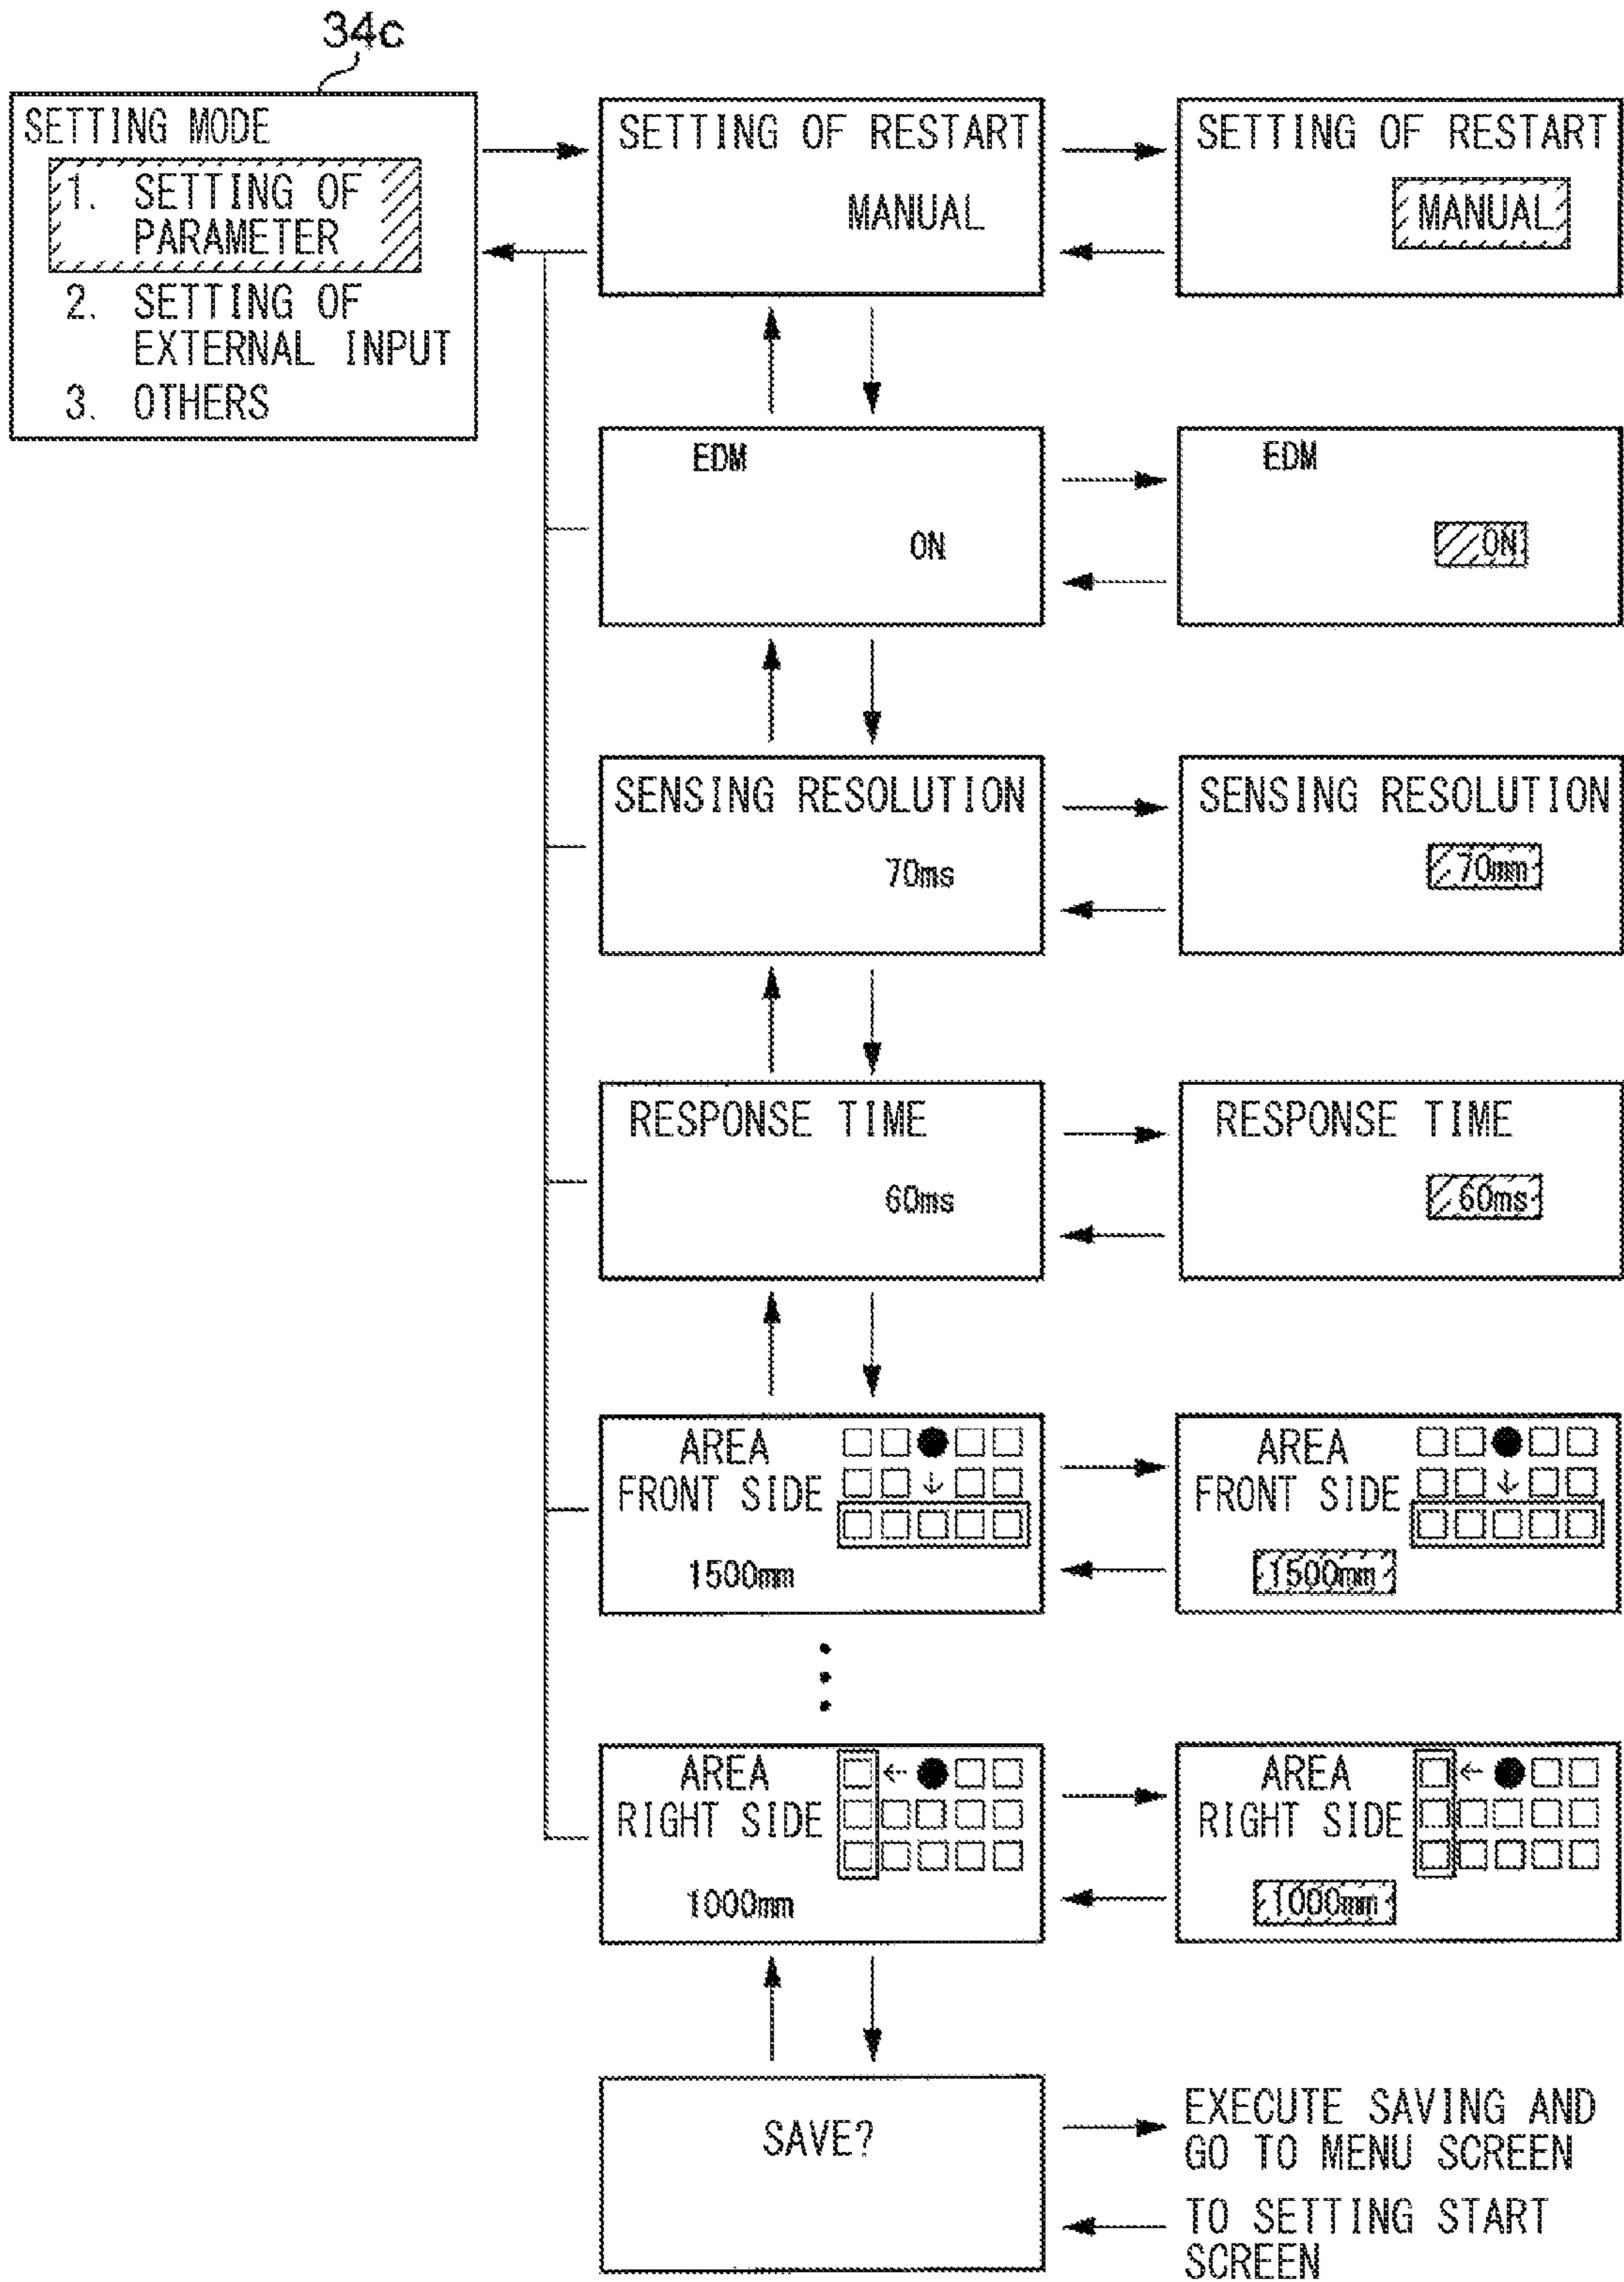 34c
SETTING MODE
1. SETTING OF
PARAMETER
2. SETTING OF
EXTERNAL INPUT
3. OTHERS
SETTING OF RESTART
MANUAL
SETTING OF RESTART
MANUAL
EDM
ON
EDM
ON
SENSING RESOLUTION
70ms
SENSING RESOLUTION
70mm
RESPONSE TIME
60ms
RESPONSE TIME
60ms
AREA
FRONT SIDE
1500mm
AREA
FRONT SIDE
1500mm
AREA
RIGHT SIDE
1000mm
AREA
RIGHT SIDE
1000mm
SAVE?
EXECUTE SAVING AND
GO TO MENU SCREEN
TO SETTING START
SCREEN